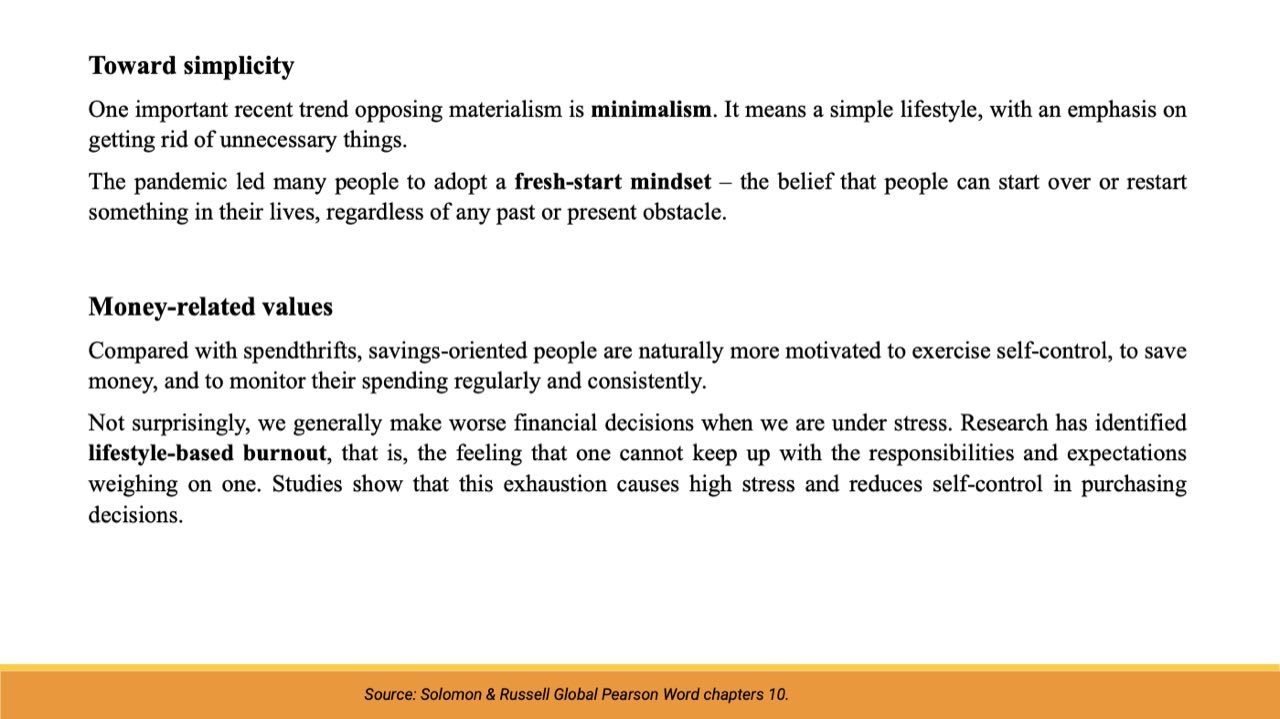 Toward simplicity
One important recent trend opposing materialism is minimalism. It means a simple lifestyle, with an emphasis on
getting rid of unnecessary things.
The pandemic led many people to adopt a fresh-start mindset – the belief that people can start over or restart
something in their lives, regardless of any past or present obstacle.
Money-related values
Compared with spendthrifts, savings-oriented people are naturally more motivated to exercise self-control, to save
money, and to monitor their spending regularly and consistently.
Not surprisingly, we generally make worse financial decisions when we are under stress. Research has identified
lifestyle-based burnout, that is, the feeling that one cannot keep up with the responsibilities and expectations
weighing on one. Studies show that this exhaustion causes high stress and reduces self-control in purchasing
decisions.
Source: Solomon & Russell Global Pearson Word chapters 10.